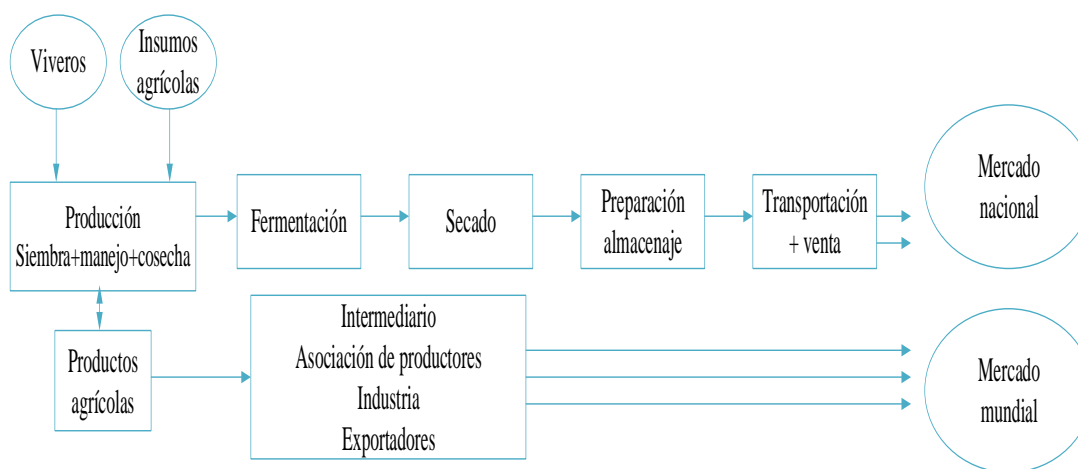 Viveros
Insumos
agrícolas
Producción
Siembra+manejo+cosecha
Fermentación
Secado
Preparación
almacenaje
Transportación
+ venta
Mercado
nacional
Productos
agrícolas
Intermediario
Asociación de productores
Industria
Exportadores
Mercado
mundial